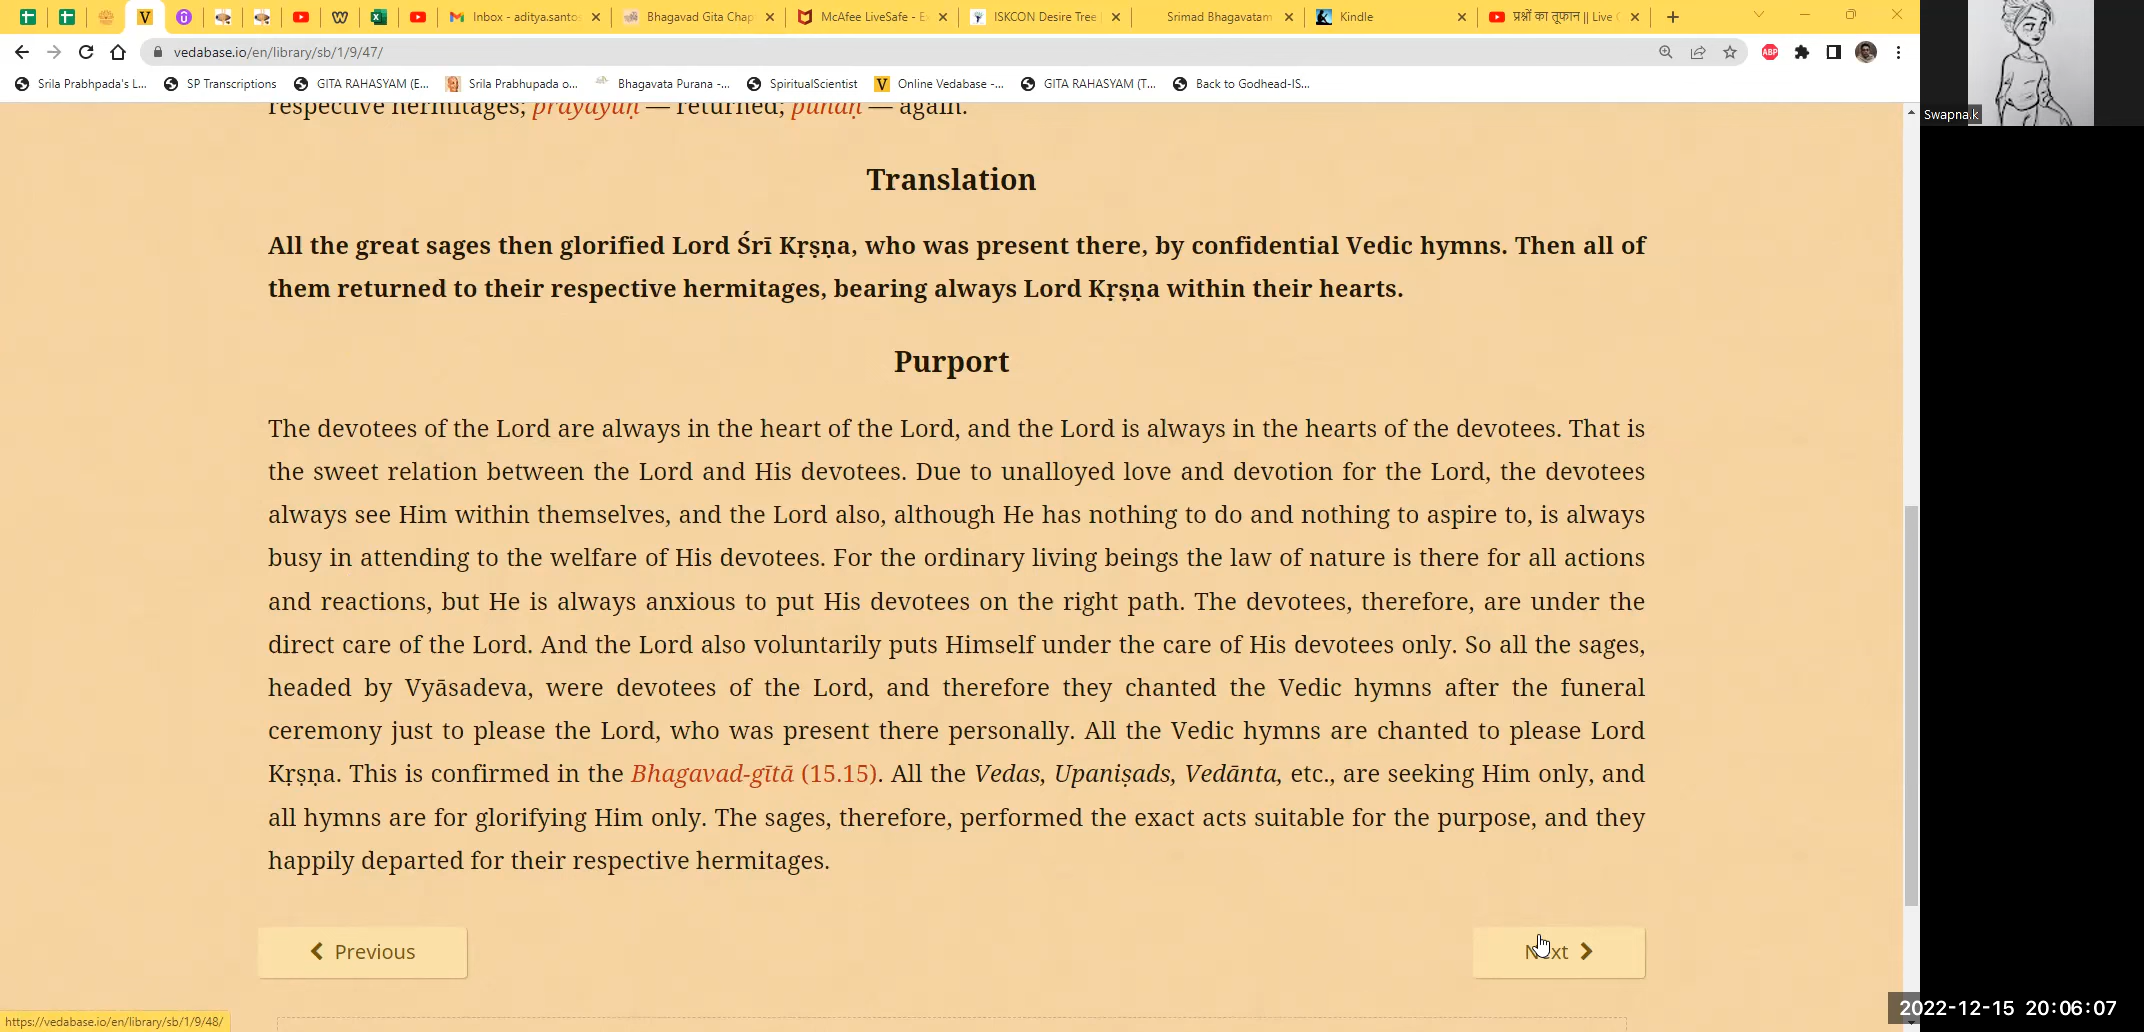 Inbox - aditya.santo
Bhagavad Gita Chap
McAfee LiveSafe - E
ISKCON Desire Tree
Srimad Bhagavatam
Kindle
प्रश्नों का तूफान || Live
vedabase.io/en/library/sb/1/9/47/
Srila Prabhpada's L...
SP Transcriptions
GITA RAHASYAM (E...
Srila Prabhupada o...
Bhagavata Purana -...
SpiritualScientist
Online Vedabase -...
GITA RAHASYAM (T...
Back to Godhead-IS...
ABP
Swapna.k
respective hermitages; prayayuḥ — returned; punaḥ — again.
Translation
All the great sages then glorified Lord Śrī Kṛṣṇa, who was present there, by confidential Vedic hymns. Then all of
them returned to their respective hermitages, bearing always Lord Kṛṣṇa within their hearts.
Purport
The devotees of the Lord are always in the heart of the Lord, and the Lord is always in the hearts of the devotees. That is
the sweet relation between the Lord and His devotees. Due to unalloyed love and devotion for the Lord, the devotees
always see Him within themselves, and the Lord also, although He has nothing to do and nothing to aspire to, is always
busy in attending to the welfare of His devotees. For the ordinary living beings the law of nature is there for all actions
and reactions, but He is always anxious to put His devotees on the right path. The devotees, therefore, are under the
direct care of the Lord. And the Lord also voluntarily puts Himself under the care of His devotees only. So all the sages,
headed by Vyāsadeva, were devotees of the Lord, and therefore they chanted the Vedic hymns after the funeral
ceremony just to please the Lord, who was present there personally. All the Vedic hymns are chanted to please Lord
Kṛṣṇa. This is confirmed in the Bhagavad-gītā (15.15). All the Vedas, Upaniṣads, Vedānta, etc., are seeking Him only, and
all hymns are for glorifying Him only. The sages, therefore, performed the exact acts suitable for the purpose, and they
happily departed for their respective hermitages.
Previous
Next
https://vedabase.io/en/library/sb/1/9/48/
2022-12-15 20:06:07